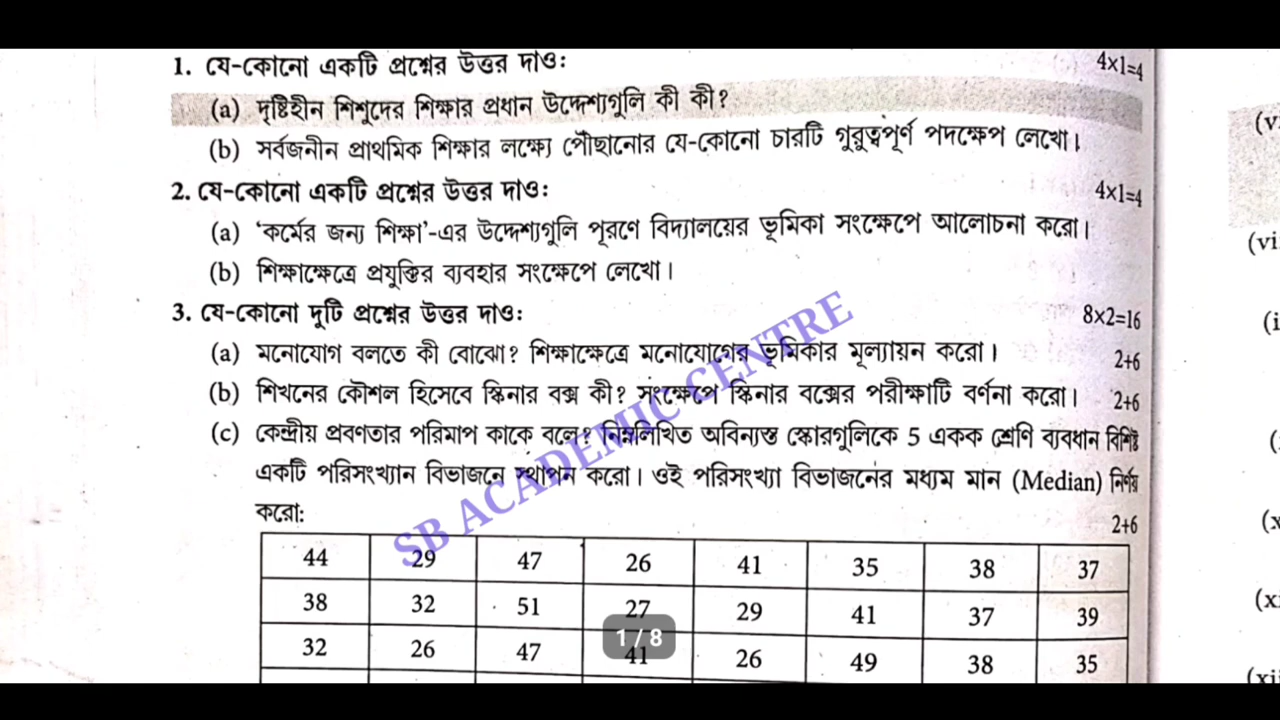 1. যে-কোনো একটি প্রশ্নের উত্তর দাও: 4×1=4
(a) দৃষ্টিহীন শিশুদের শিক্ষার প্রধান উদ্দেশ্যগুলি কী কী?
(b) সর্বজনীন প্রাথমিক শিক্ষার লক্ষ্যে পৌঁছানোর যে-কোনো চারটি গুরুত্বপূর্ণ পদক্ষেপ লেখো।
2. যে-কোনো একটি প্রশ্নের উত্তর দাও: 4×1=4
(a) 'কর্মের জন্য শিক্ষা'-এর উদ্দেশ্যগুলি পূরণে বিদ্যালয়ের ভূমিকা সংক্ষেপে আলোচনা করো।
(b) শিক্ষাক্ষেত্রে প্রযুক্তির ব্যবহার সংক্ষেপে লেখো।
3. যে-কোনো দুটি প্রশ্নের উত্তর দাও: 8×2=16
(a) মনোযোগ বলতে কী বোঝো? শিক্ষাক্ষেত্রে মনোযোগের ভূমিকার মূল্যায়ন করো। 2+6
(b) শিখনের কৌশল হিসেবে স্কিনার বক্স কী? সংক্ষেপে স্কিনার বক্সের পরীক্ষাটি বর্ণনা করো। 2+6
(c) কেন্দ্রীয় প্রবণতার পরিমাপ কাকে বলে? নিম্নলিখিত অবিন্যস্ত স্কোরগুলিকে 5 একক শ্রেণি ব্যবধান বিশিষ্ট
একটি পরিসংখ্যান বিভাজনে স্থাপন করো। ওই পরিসংখ্যা বিভাজনের মধ্যম মান (Median) নির্ণয়
করো: 2+6
44 29 47 26 41 35 38 37
38 32 51 27 29 41 37 39
32 26 47 41 26 49 38 35
1 / 8
SB ACADEMIC CENTRE
(v
(vi
(i
(x
(xi
(xi